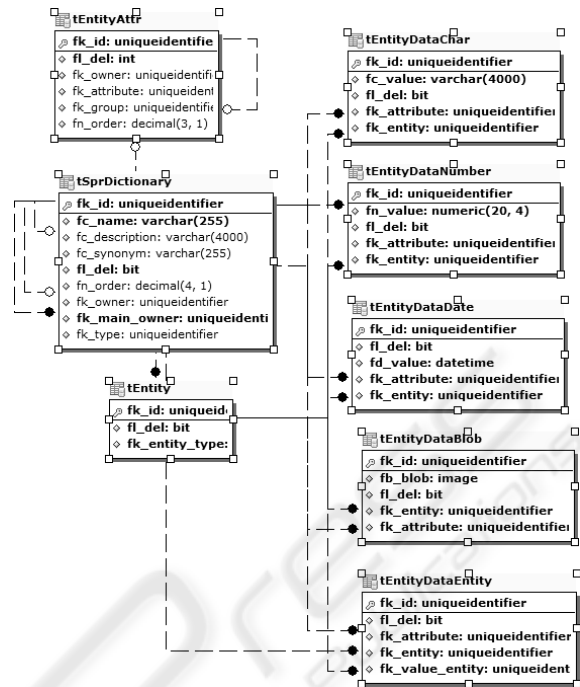 tEntityAttr
fk_id: uniqueidentifie
fl_del: int
fk_owner: uniqueidentifi
fk_attribute: uniqueident
fk_group: uniqueidentifie
fn_order: decimal(3, 1)
tSprDictionary
fk_id: uniqueidentifier
fc_name: varchar(255)
fc_description: varchar(4000)
fc_synonym: varchar(255)
fl_del: bit
fn_order: decimal(4, 1)
fk_owner: uniqueidentifier
fk_main_owner: uniqueidenti
fk_type: uniqueidentifier
tEntity
fk_id: uniqueid
fl_del: bit
fk_entity_type:
tEntityDataChar
fk_id: uniqueidentifier
fc_value: varchar(4000)
fl_del: bit
fk_attribute: uniqueidentifier
fk_entity: uniqueidentifier
tEntityDataNumber
fk_id: uniqueidentifier
fn_value: numeric(20, 4)
fl_del: bit
fk_attribute: uniqueidentifier
fk_entity: uniqueidentifier
tEntityDataDate
fk_id: uniqueidentifier
fl_del: bit
fd_value: datetime
fk_attribute: uniqueidentifier
fk_entity: uniqueidentifier
tEntityDataBlob
fk_id: uniqueidentifier
fb_blob: image
fl_del: bit
fk_entity: uniqueidentifier
fk_attribute: uniqueidentifier
tEntityDataEntity
fk_id: uniqueidentifier
fl_del: bit
fk_attribute: uniqueidentifier
fk_entity: uniqueidentifier
fk_value_entity: uniqueident